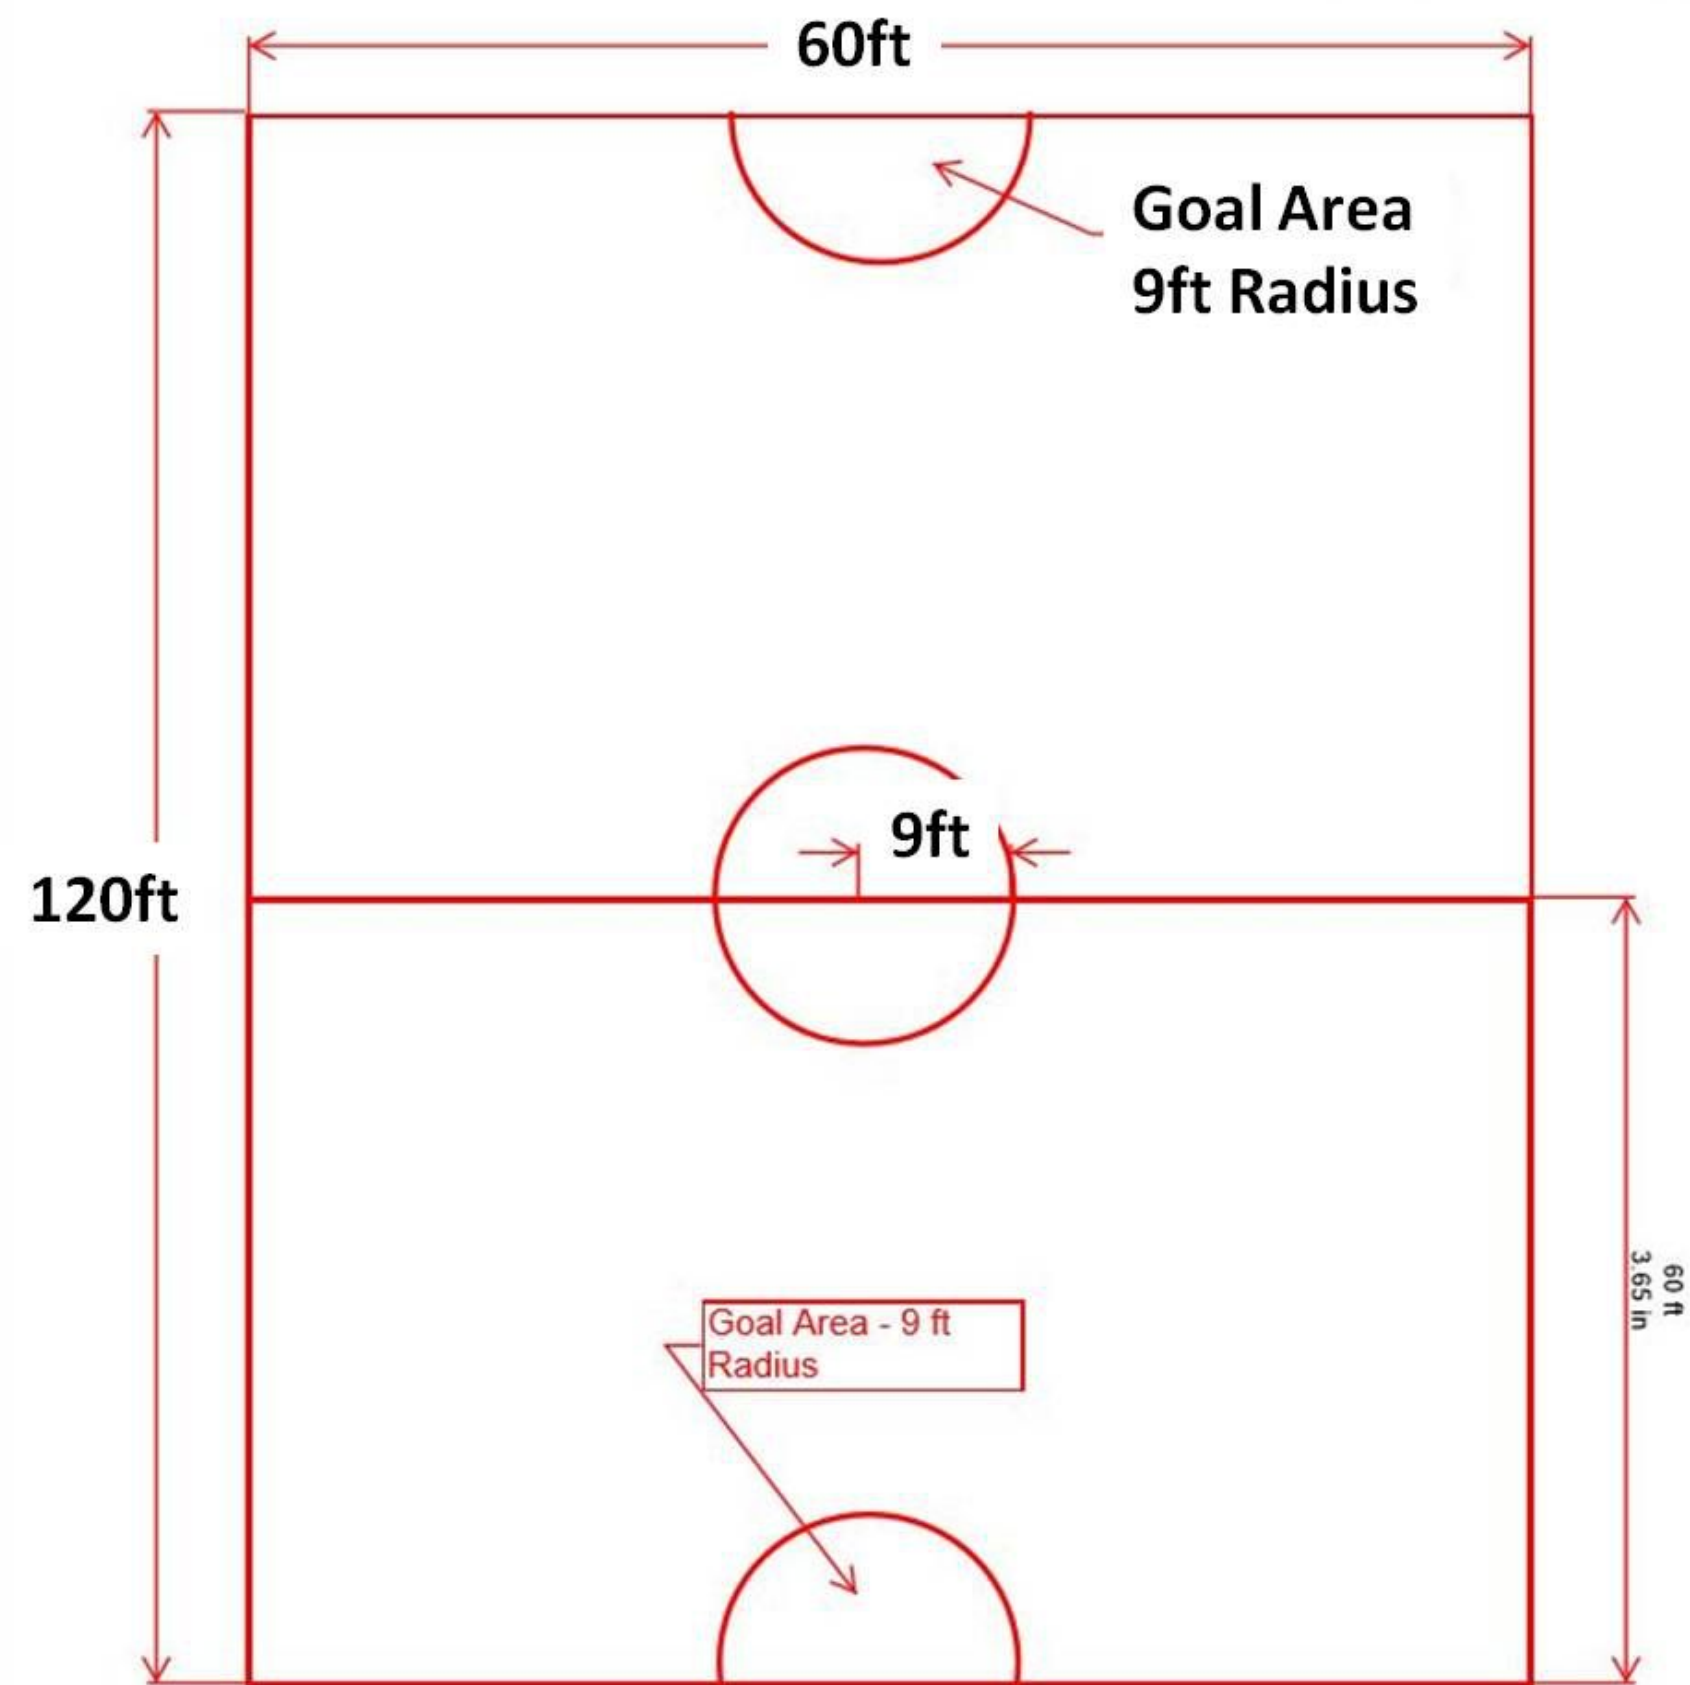 60ft
Goal Area
9ft Radius
9ft
120ft
60 ft
3.65 in
Goal Area - 9 ft
Radius